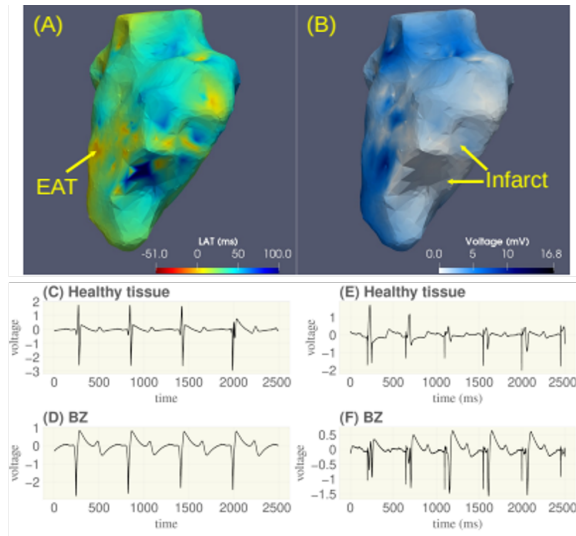 (A)
(B)
EAT
Infarct
LAT (ms)
-51.0 100.0
Voltage (mV)
0.0 5 10 16.8
(C) Healthy tissue
2
1
0
−1
−2
−3
voltage
0 500 1000 1500 2000 2500
time
(E) Healthy tissue
1
0
−1
−2
voltage
0 500 1000 1500 2000 2500
time (ms)
(D) BZ
1
0
−1
−2
voltage
0 500 1000 1500 2000 2500
time
(F) BZ
0.5
0
−0.5
−1
−1.5
voltage
0 500 1000 1500 2000 2500
time (ms)